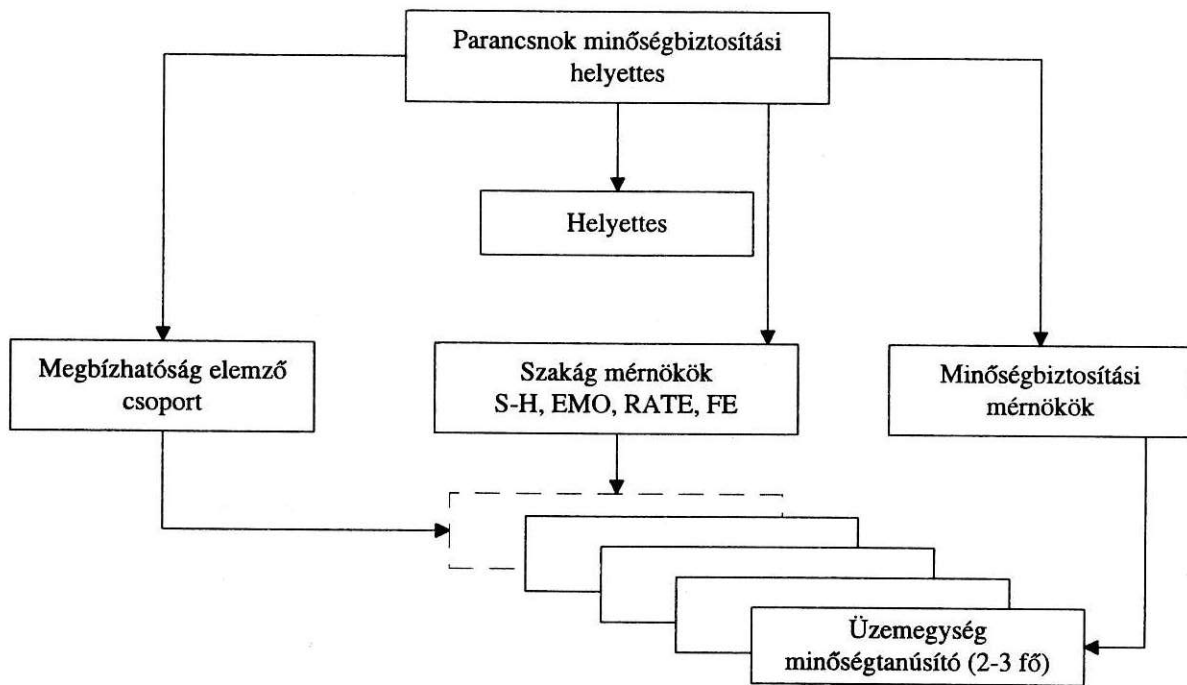 Parancsnok minőségbiztosítási
helyettes
Helyettes
Megbízhatóság elemző
csoport
Szakág mérnökök
S-H, EMO, RATE, FE
Minőségbiztosítási
mérnökök
Üzemegység
minőségtanúsító (2-3 fő)